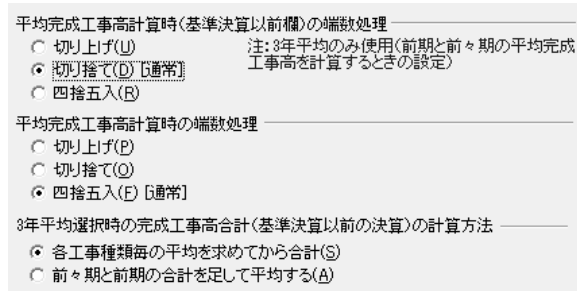 平均完成工事高計算時(基準決算以前欄)の端数処理
切り上げ(U)
注:3年平均のみ使用(前期と前々期の平均完成
工事高を計算するときの設定)
切り捨て(D) [通常]
四捨五入(R)
平均完成工事高計算時の端数処理
切り上げ(P)
切り捨て(O)
四捨五入(F) [通常]
3年平均選択時の完成工事高合計(基準決算以前の決算)の計算方法
各工事種類毎の平均を求めてから合計(S)
前々期と前期の合計を足して平均する(A)